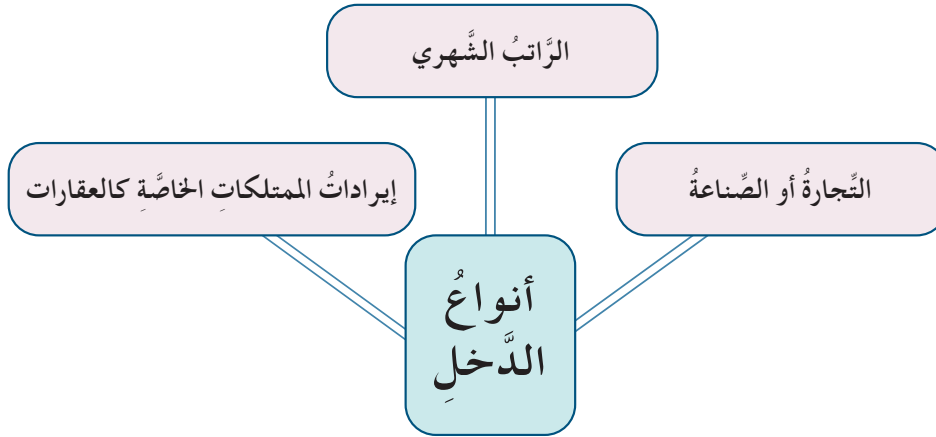 الرَّاتبُ الشَّهري
التِّجارةُ أو الصِّناعةُ
إيراداتُ الممتلكاتِ الخاصَّةِ كالعقارات
أنواعُ
الدَّخلِ